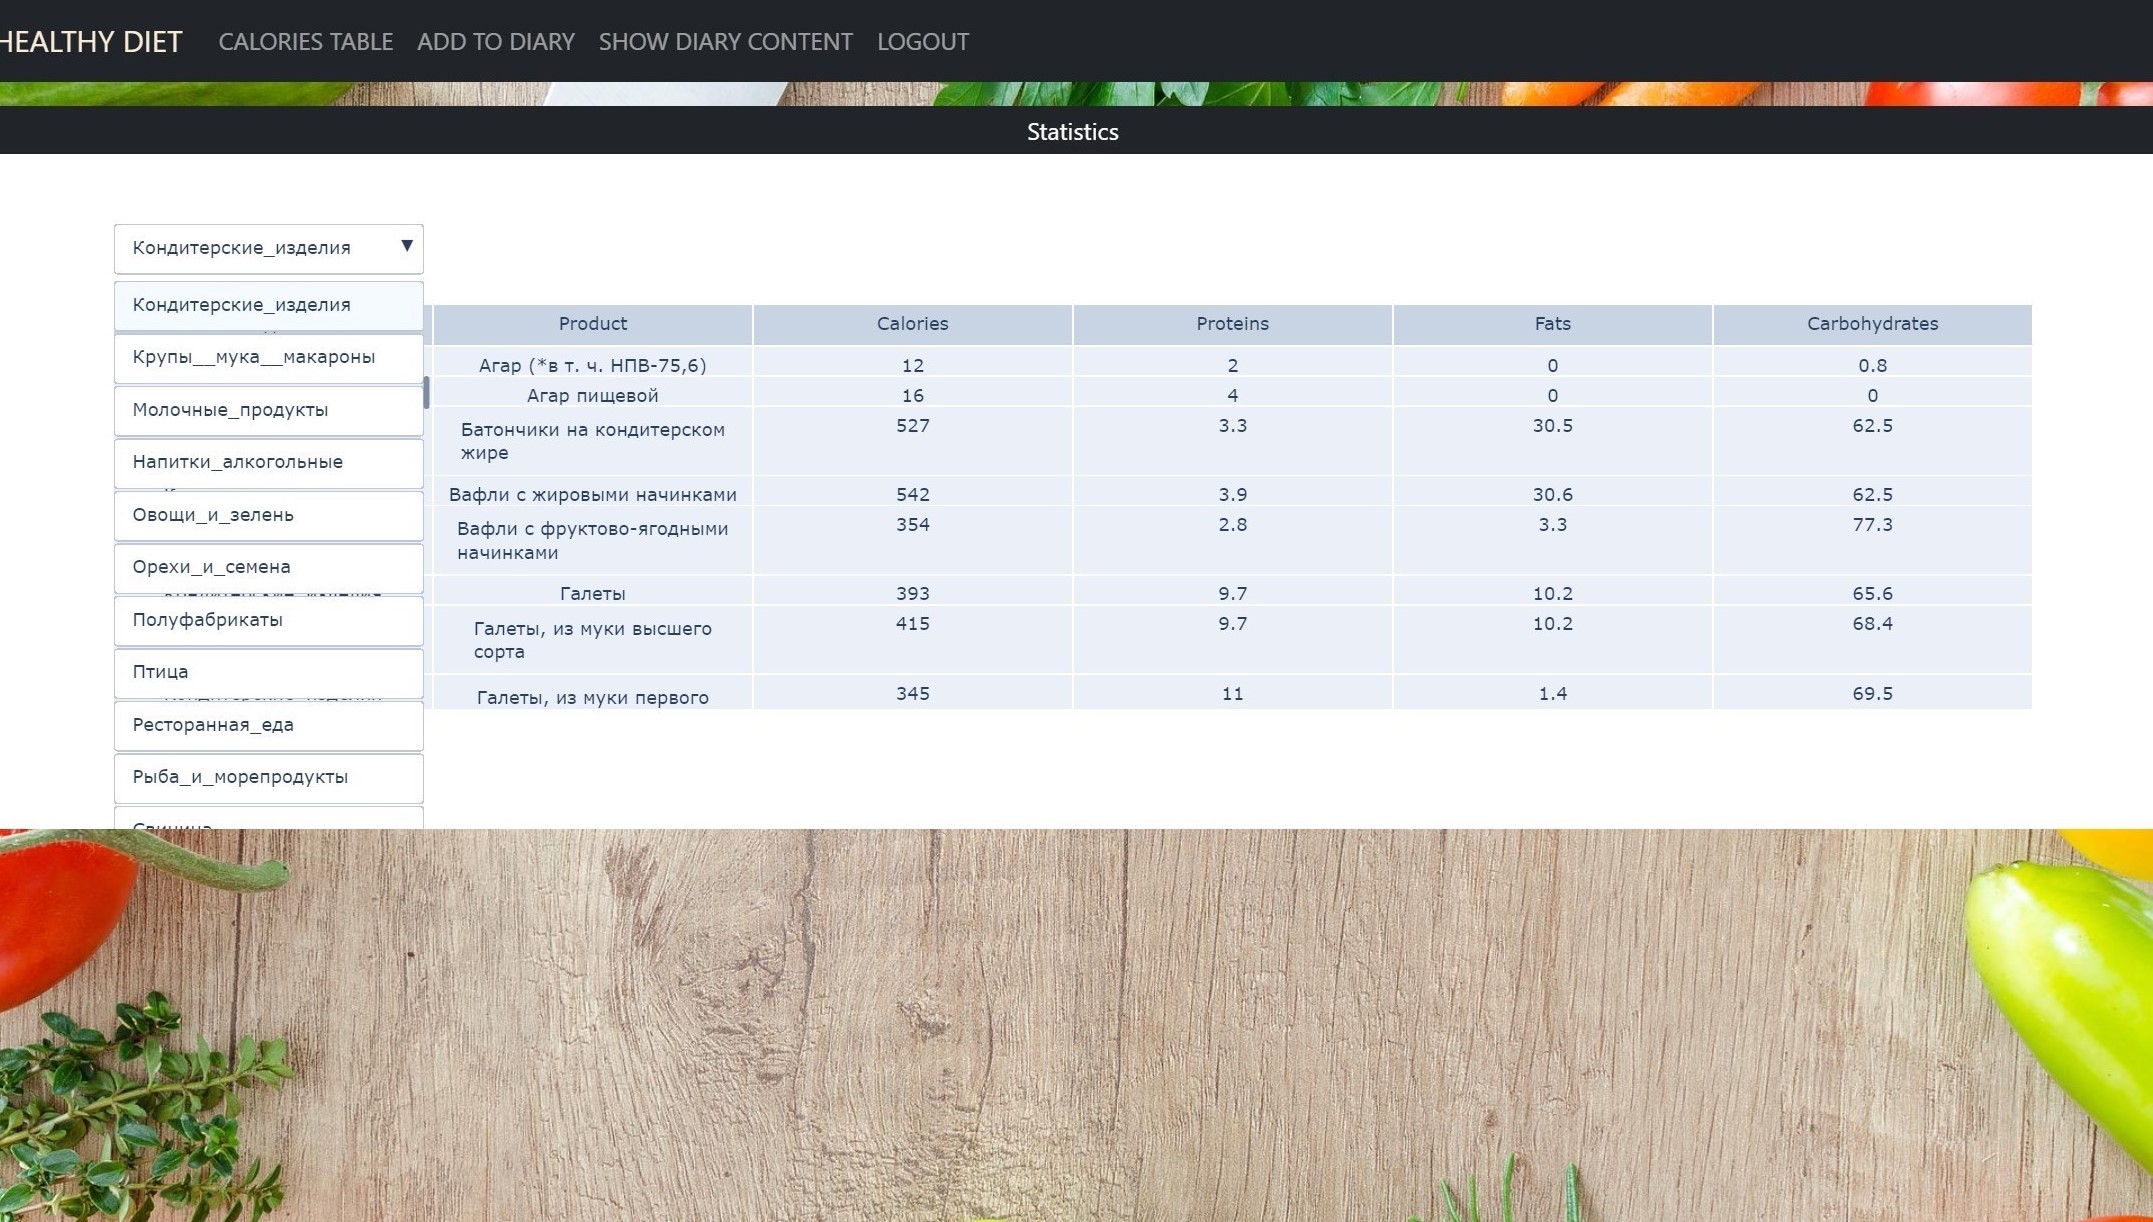 HEALTHY DIET CALORIES TABLE ADD TO DIARY SHOW DIARY CONTENT LOGOUT
Statistics
Кондитерские_изделия ▼
Кондитерские_изделия
Крупы__мука__макароны
Молочные_продукты
Напитки_алкогольные
Овощи_и_зелень
Орехи_и_семена
Полуфабрикаты
Птица
Ресторанная_еда
Рыба_и_морепродукты
Свинина
Product Calories Proteins Fats Carbohydrates
Агар (*в т. ч. НПВ-75,6) 12 2 0 0.8
Агар пищевой 16 4 0 0
Батончики на кондитерском 527 3.3 30.5 62.5
жире
Вафли с жировыми начинками 542 3.9 30.6 62.5
Вафли с фруктово-ягодными 354 2.8 3.3 77.3
начинками
Галеты 393 9.7 10.2 65.6
Галеты, из муки высшего 415 9.7 10.2 68.4
сорта
Галеты, из муки первого 345 11 1.4 69.5